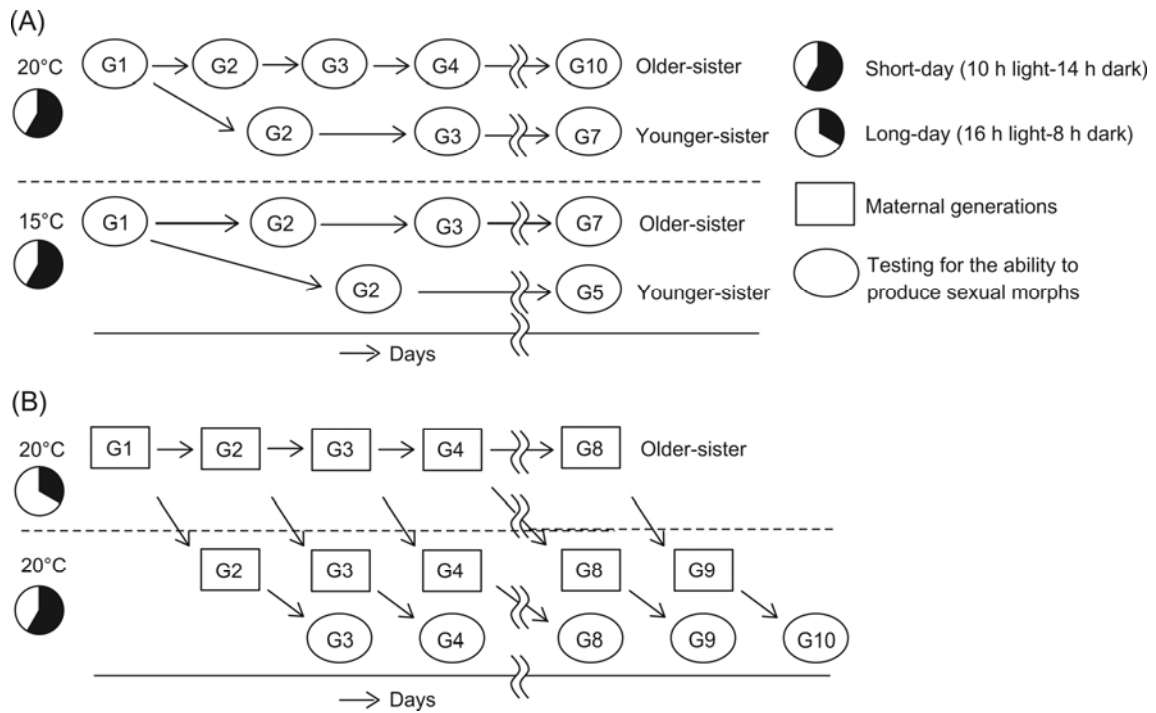 (A)
20°C
G1
G2
G3
G4
G10
Older-sister
G2
G3
G7
Younger-sister
15°C
G1
G2
G3
G7
Older-sister
G2
G5
Younger-sister
Days
Short-day (10 h light-14 h dark)
Long-day (16 h light-8 h dark)
Maternal generations
Testing for the ability to
produce sexual morphs
(B)
20°C
G1
G2
G3
G4
G8
Older-sister
20°C
G2
G3
G4
G8
G9
G3
G4
G8
G9
G10
Days